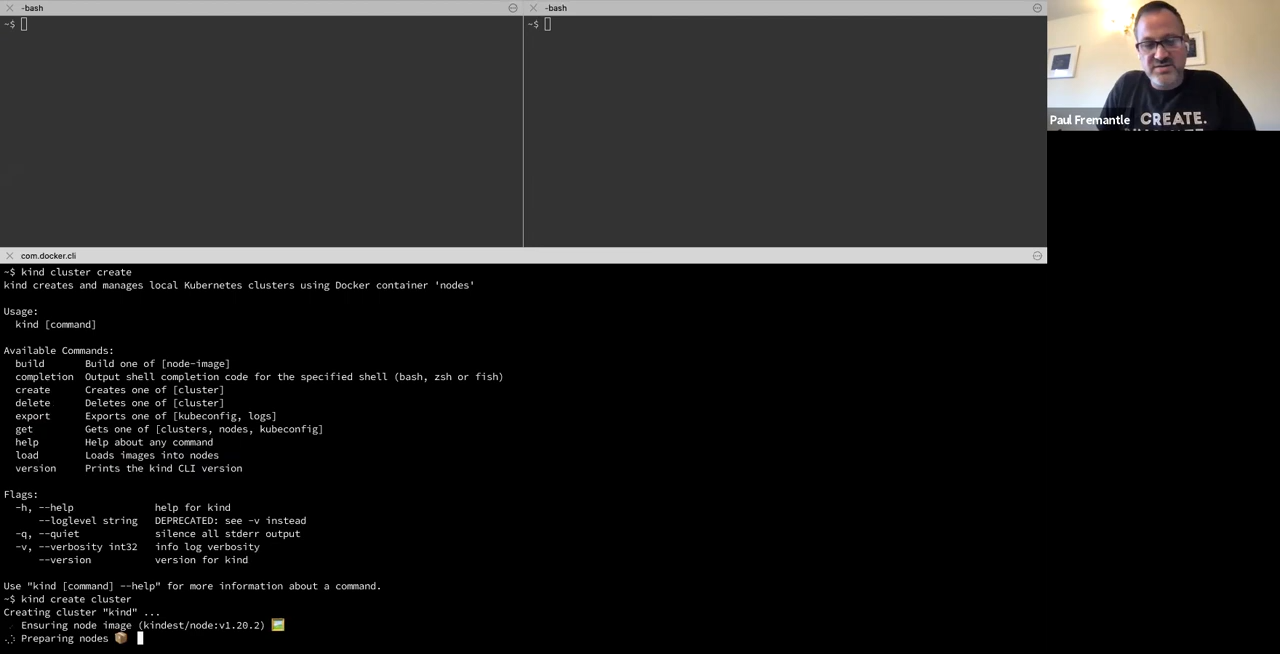 -bash
~$
-bash
~$
Paul Fremantle
CREATE.
com.docker.cli
~$ kind cluster create
kind creates and manages local Kubernetes clusters using Docker container 'nodes'
Usage:
  kind [command]
Available Commands:
  build       Build one of [node-image]
  completion  Output shell completion code for the specified shell (bash, zsh or fish)
  create      Creates one of [cluster]
  delete      Deletes one of [cluster]
  export      Exports one of [kubeconfig, logs]
  get         Gets one of [clusters, nodes, kubeconfig]
  help        Help about any command
  load        Loads images into nodes
  version     Prints the kind CLI version
Flags:
  -h, --help              help for kind
      --loglevel string   DEPRECATED: see -v instead
  -q, --quiet             silence all stderr output
  -v, --verbosity int32   info log verbosity
      --version           version for kind
Use "kind [command] --help" for more information about a command.
~$ kind create cluster
Creating cluster "kind" ...
Ensuring node image (kindest/node:v1.20.2) 🖼
Preparing nodes 📦